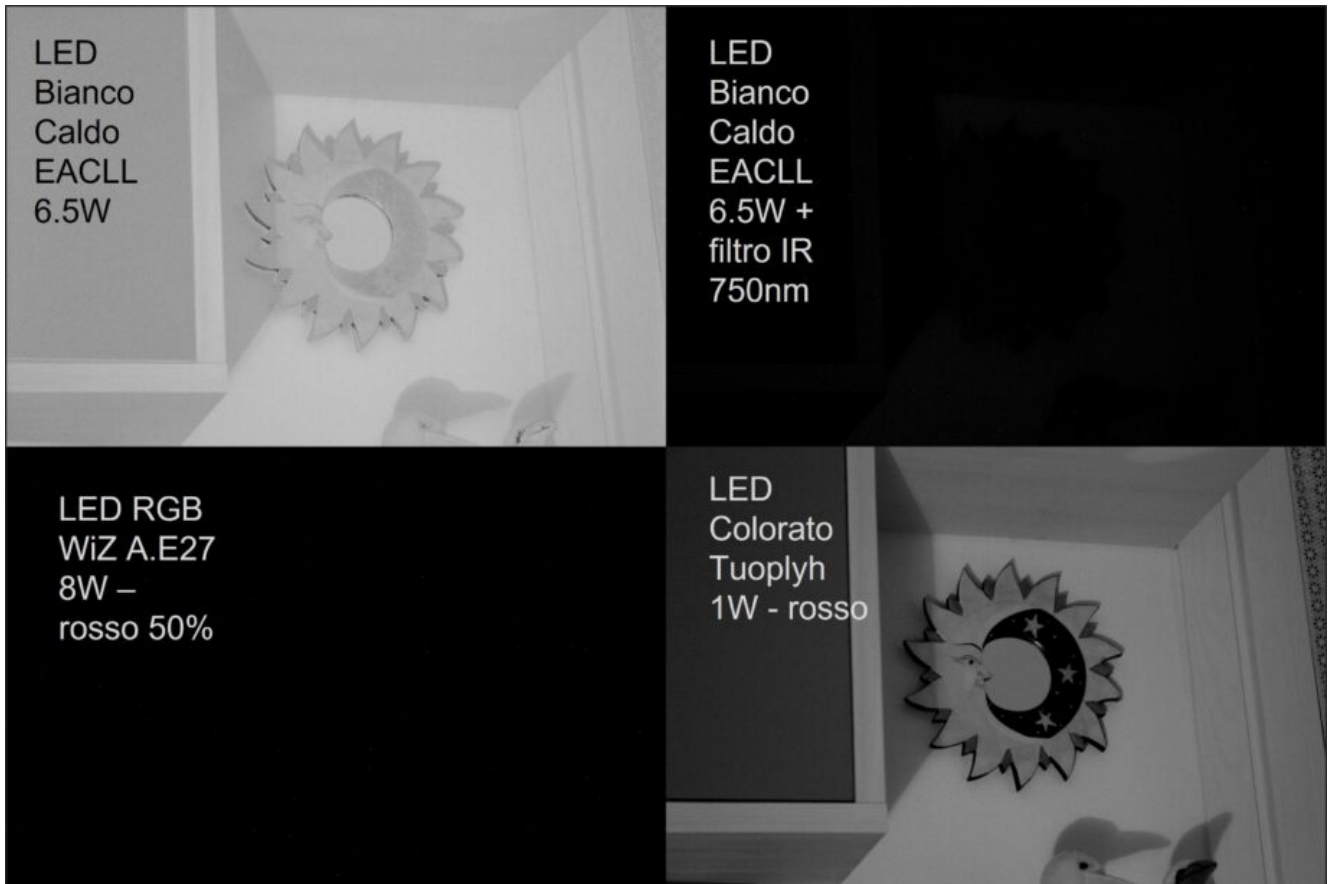 LED
Bianco
Caldo
EACLL
6.5W
LED
Bianco
Caldo
EACLL
6.5W +
filtro IR
750nm
LED RGB
WiZ A.E27
8W –
rosso 50%
LED
Colorato
Tuoplyh
1W - rosso